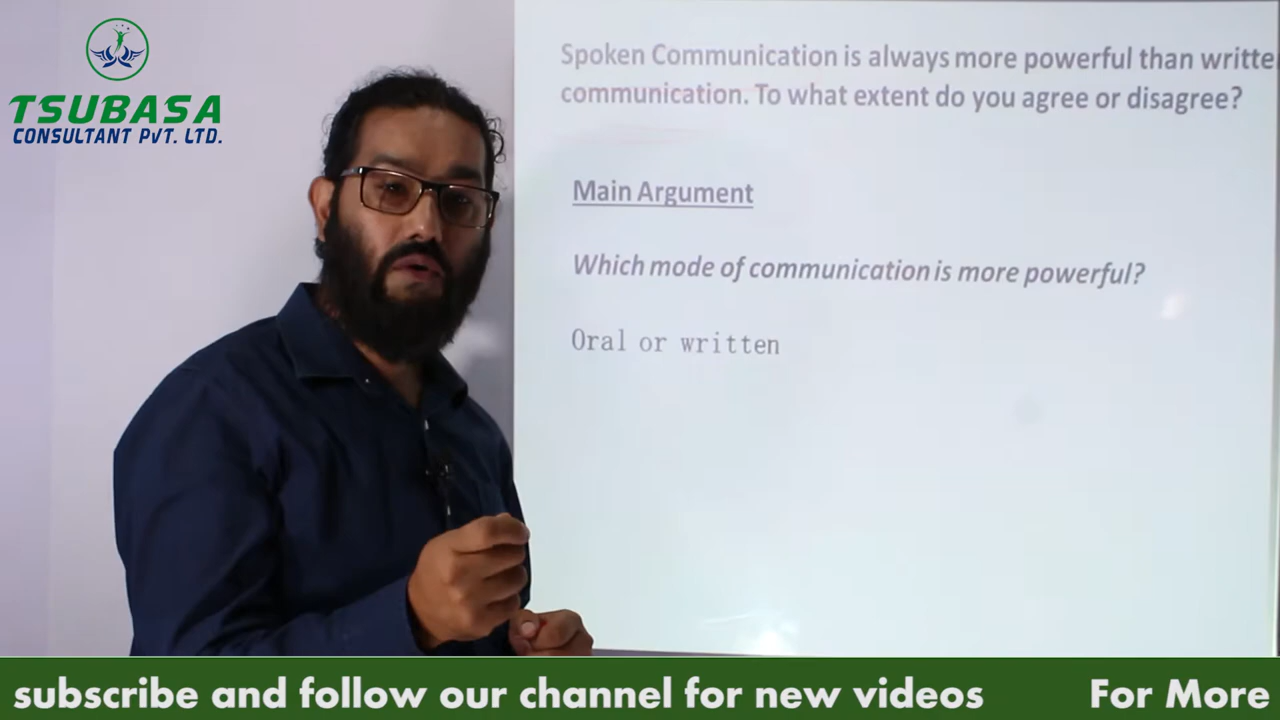 TSUBASA
CONSULTANT PVT. LTD.
Spoken Communication is always more powerful than writte
communication. To what extent do you agree or disagree?
Main Argument
Which mode of communication is more powerful?
Oral or written
subscribe and follow our channel for new videos For More